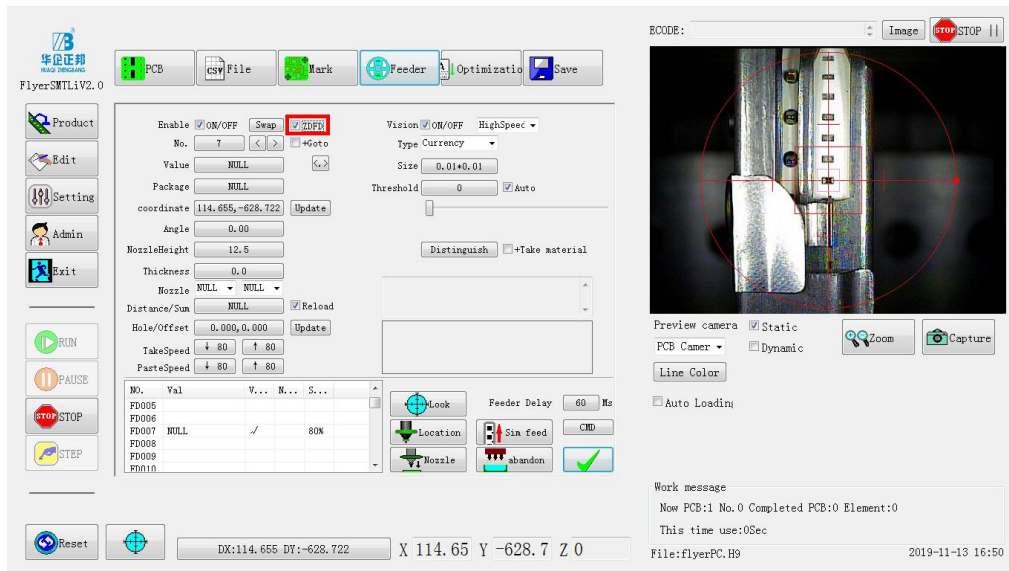 华企正邦
HUAQI ZHENGBANG
FlyerSMTLiV2.0
PCB
CSV File
Mark
Feeder
Optimizatio
Save
ECODE:
Image
STOP STOP ||
Product
Edit
Setting
Admin
Exit
RUN
PAUSE
STOP STOP
STEP
Reset
Enable ON/OFF Swap ZDFD
No. 7 < > +Goto
Value NULL <.>
Package NULL
coordinate 114.655,-628.722 Update
Angle 0.00
NozzleHeight 12.5
Thickness 0.0
Nozzle NULL NULL
Distance/Sum NULL Reload
Hole/Offset 0.000,0.000 Update
TakeSpeed ↓ 80 ↑ 80
PasteSpeed ↓ 80 ↑ 80
Vision ON/OFF HighSpeed
Type Currency
Size 0.01*0.01
Threshold 0 Auto
Distinguish +Take material
NO. Val V... N... S...
FD005
FD006
FD007 NULL √ 80%
FD008
FD009
FD010
Look Feeder Delay 60 Ms
Location Sim feed CMD
Nozzle abandon
DX:114.655 DY:-628.722 X 114.65 Y -628.7 Z 0
Preview camera Static
PCB Camer Dynamic
Zoom Capture
Line Color
Auto Loading
Work message
Now PCB:1 No.0 Completed PCB:0 Element:0
This time use:0Sec
File:flyerPC.H9 2019-11-13 16:50